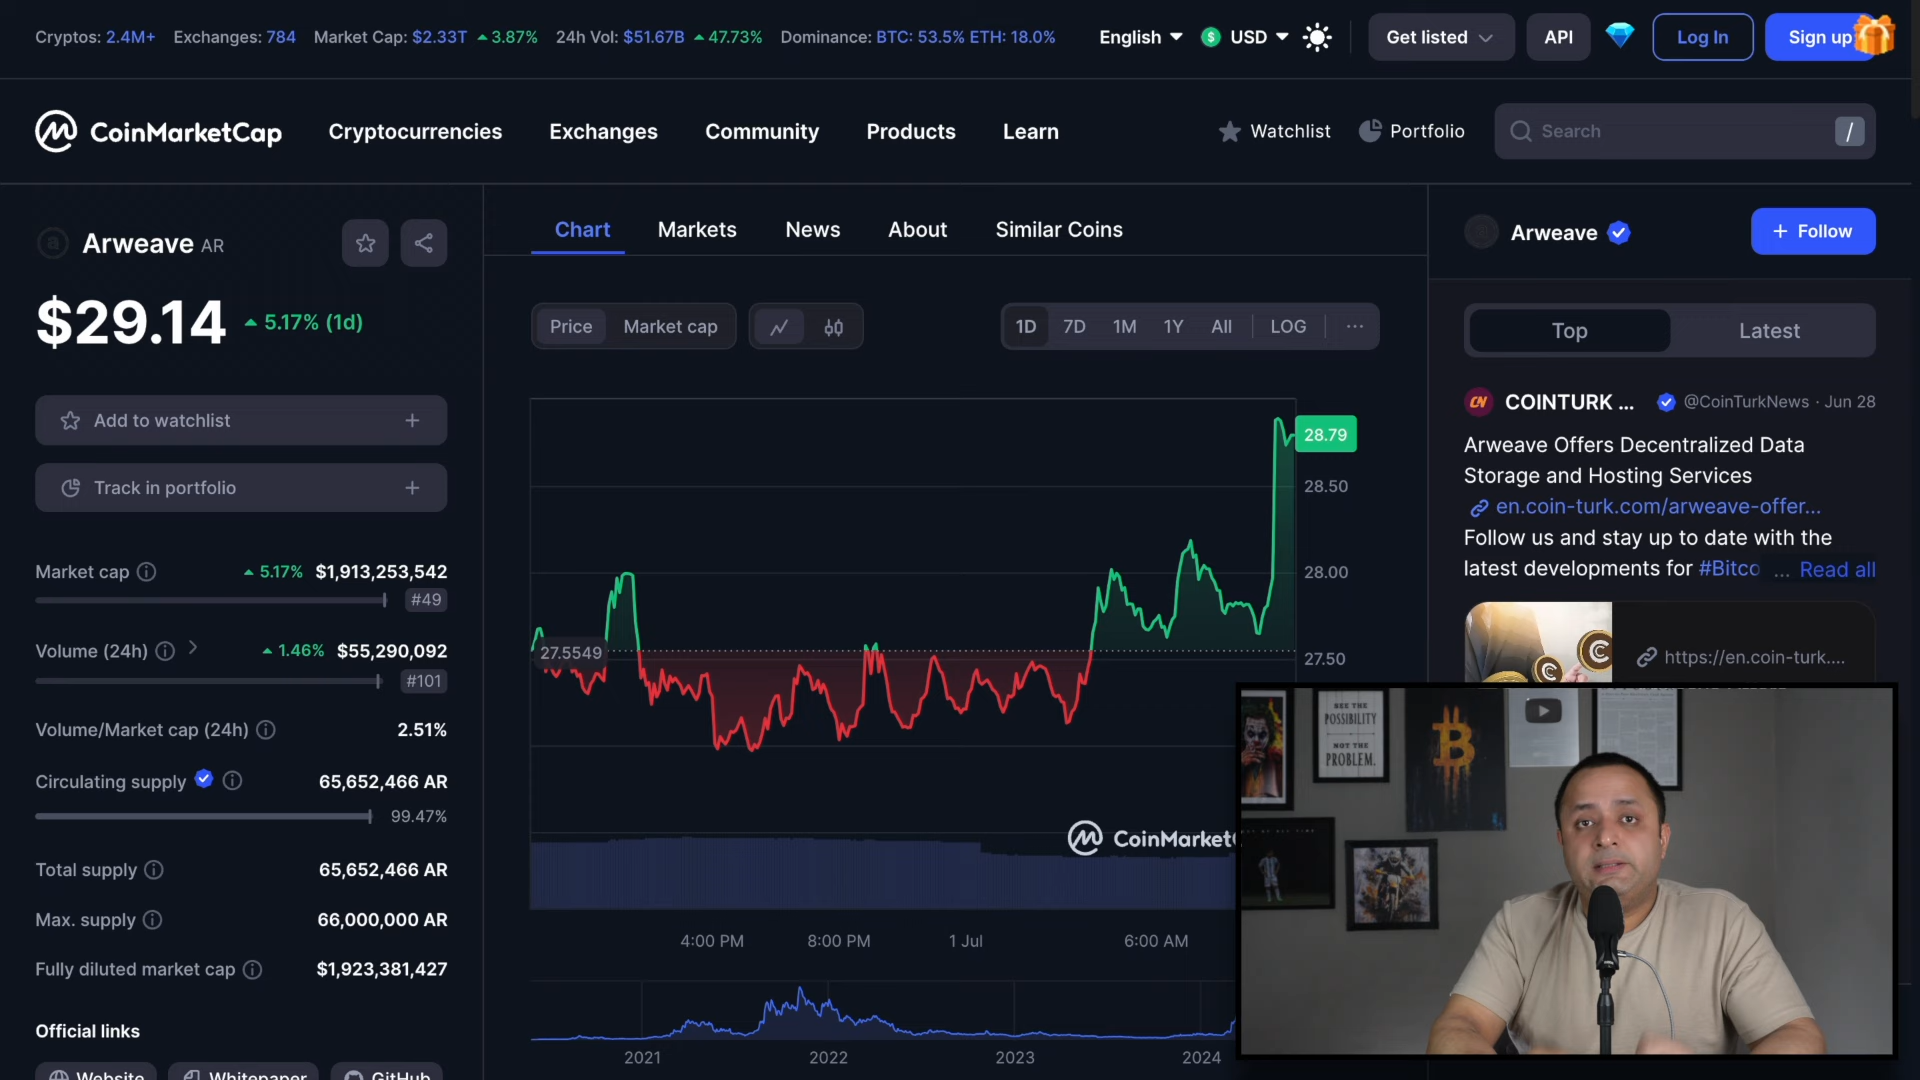 Cryptos: 2.4M+ Exchanges: 784 Market Cap: $2.33T 3.87% 24h Vol: $51.67B 47.73% Dominance: BTC: 53.5% ETH: 18.0% English USD Get listed API Log In Sign up
CoinMarketCap Cryptocurrencies Exchanges Community Products Learn Watchlist Portfolio Search /
Arweave AR
$29.14 5.17% (1d)
Add to watchlist +
Track in portfolio +
Market cap 5.17% $1,913,253,542
#49
Volume (24h) 1.46% $55,290,092
#101
Volume/Market cap (24h) 2.51%
Circulating supply 65,652,466 AR
99.47%
Total supply 65,652,466 AR
Max. supply 66,000,000 AR
Fully diluted market cap $1,923,381,427
Official links
Website Whitepaper GitHub
Chart Markets News About Similar Coins
Price Market cap 1D 7D 1M 1Y All LOG ...
28.79
28.50
28.00
27.5549
27.50
CoinMarketC
4:00 PM 8:00 PM 1 Jul 6:00 AM
2021 2022 2023 2024
Arweave + Follow
Top Latest
COINTURK ... @CoinTurkNews · Jun 28
Arweave Offers Decentralized Data
Storage and Hosting Services
en.coin-turk.com/arweave-offer...
Follow us and stay up to date with the
latest developments for #Bitco ... Read all
https://en.coin-turk....
SEE THE
POSSIBILITY
NOT THE
PROBLEM.